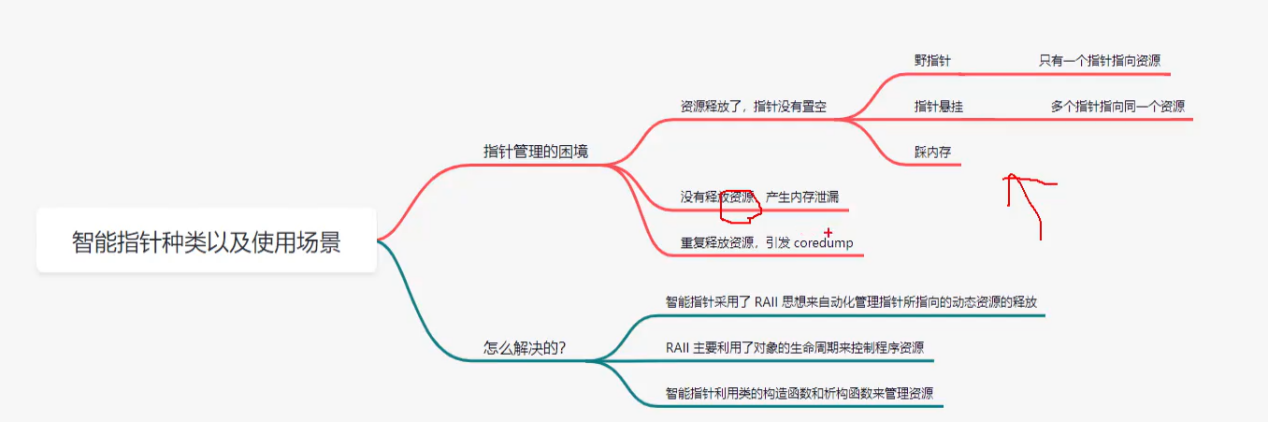 智能指针种类以及使用场景
指针管理的困境
资源释放了，指针没有置空
野指针
只有一个指针指向资源
指针悬挂
多个指针指向同一个资源
踩内存
没有释放资源，产生内存泄漏
重复释放资源，引发 coredump
怎么解决的?
智能指针采用了 RAII 思想来自动化管理指针所指向的动态资源的释放
RAII 主要利用了对象的生命周期来控制程序资源
智能指针利用类的构造函数和析构函数来管理资源